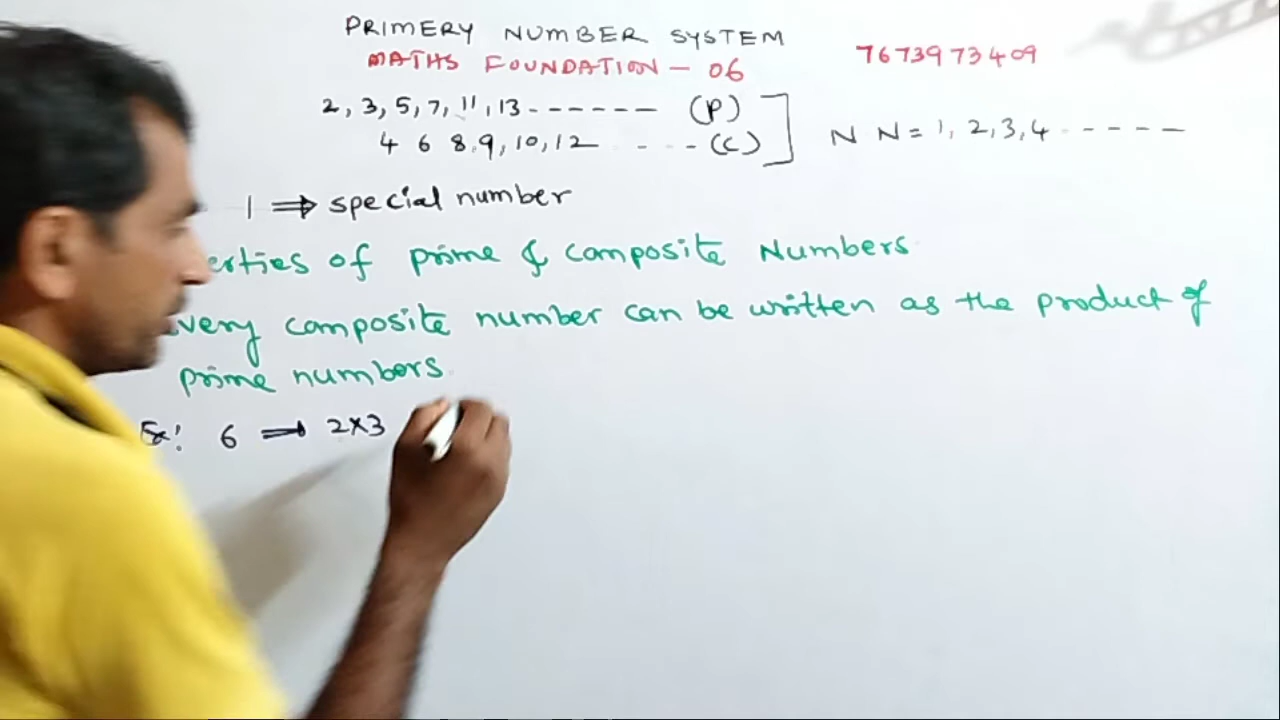 PRIMERY NUMBER SYSTEM
MATHS FOUNDATION - 06
7673973409
2, 3, 5, 7, 11, 13 ------ (P)
4 6 8, 9, 10, 12 - - - (C)
N N = 1, 2, 3, 4 -----
1 ⇒ special number
erties of prime & composite Numbers
very composite number can be written as the product of
prime numbers.
Ex! 6 → 2×3